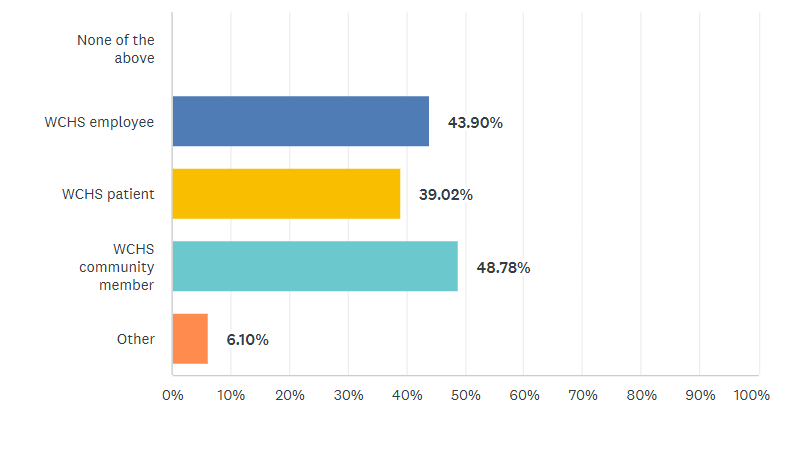 None of the
above
WCHS employee
43.90%
WCHS patient
39.02%
WCHS
community
member
48.78%
Other
6.10%
0% 10% 20% 30% 40% 50% 60% 70% 80% 90% 100%